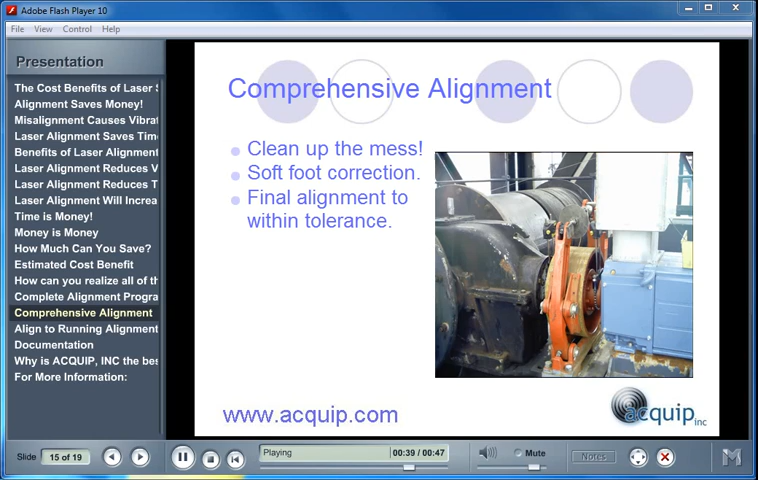 Adobe Flash Player 10
File View Control Help
Presentation
The Cost Benefits of Laser S
Alignment Saves Money!
Misalignment Causes Vibrat
Laser Alignment Saves Time
Benefits of Laser Alignment
Laser Alignment Reduces V
Laser Alignment Reduces T
Laser Alignment Will Increa
Time is Money!
Money is Money
How Much Can You Save?
Estimated Cost Benefit
How can you realize all of th
Complete Alignment Progra
Comprehensive Alignment
Align to Running Alignment
Documentation
Why is ACQUIP, INC the bes
For More Information:
Comprehensive Alignment
Clean up the mess!
Soft foot correction.
Final alignment to
within tolerance.
www.acquip.com
acquip inc
Slide 15 of 19
Playing 00:39 / 00:47
Mute
Notes